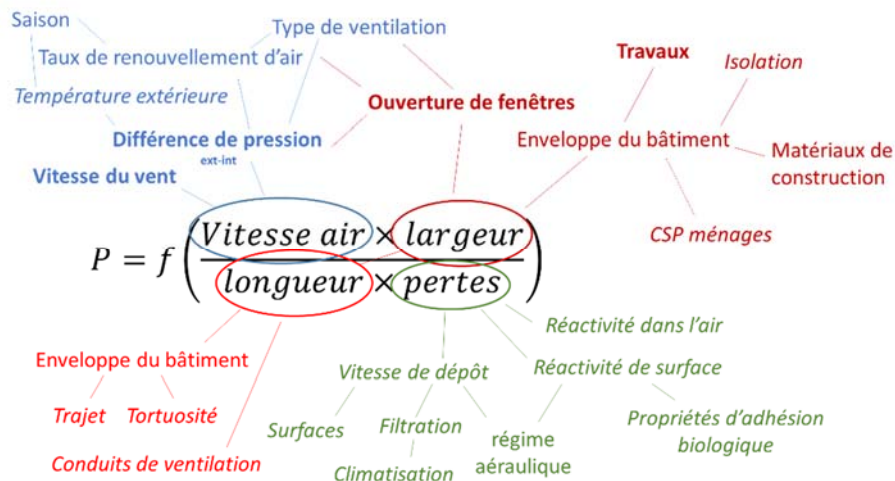 Saison
Type de ventilation
Taux de renouvellement d'air
Travaux
Isolation
Température extérieure
Ouverture de fenêtres
Différence de pression
ext-int
Enveloppe du bâtiment
Matériaux de
construction
Vitesse du vent
CSP ménages
P = f ( Vitesse air × largeur
longueur × pertes )
Réactivité dans l'air
Enveloppe du bâtiment
Vitesse de dépôt
Réactivité de surface
Trajet
Tortuosité
Surfaces
Filtration
régime
aéraulique
Propriétés d'adhésion
biologique
Conduits de ventilation
Climatisation